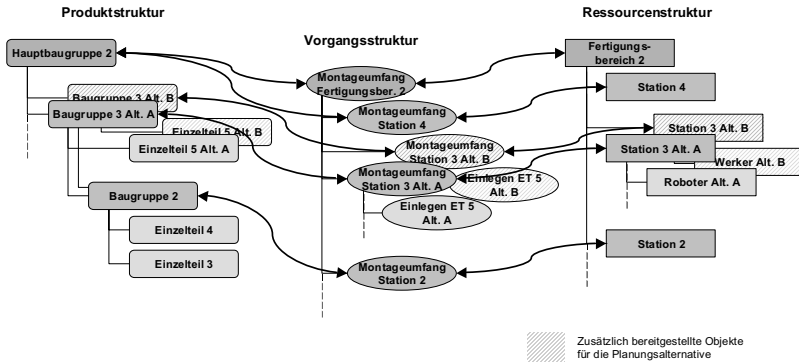 Produktstruktur
Vorgangsstruktur
Ressourcenstruktur
Hauptbaugruppe 2
Baugruppe 3 Alt. B
Baugruppe 3 Alt. A
Einzelteil 5 Alt. B
Einzelteil 5 Alt. A
Baugruppe 2
Einzelteil 4
Einzelteil 3
Montageumfang
Fertigungsber. 2
Montageumfang
Station 4
Montageumfang
Station 3 Alt. B
Montageumfang
Station 3 Alt. A
Einlegen ET 5
Alt. B
Einlegen ET 5
Alt. A
Montageumfang
Station 2
Fertigungs-
bereich 2
Station 4
Station 3 Alt. B
Station 3 Alt. A
Werker Alt. B
Roboter Alt. A
Station 2
Zusätzlich bereitgestellte Objekte
für die Planungsalternative